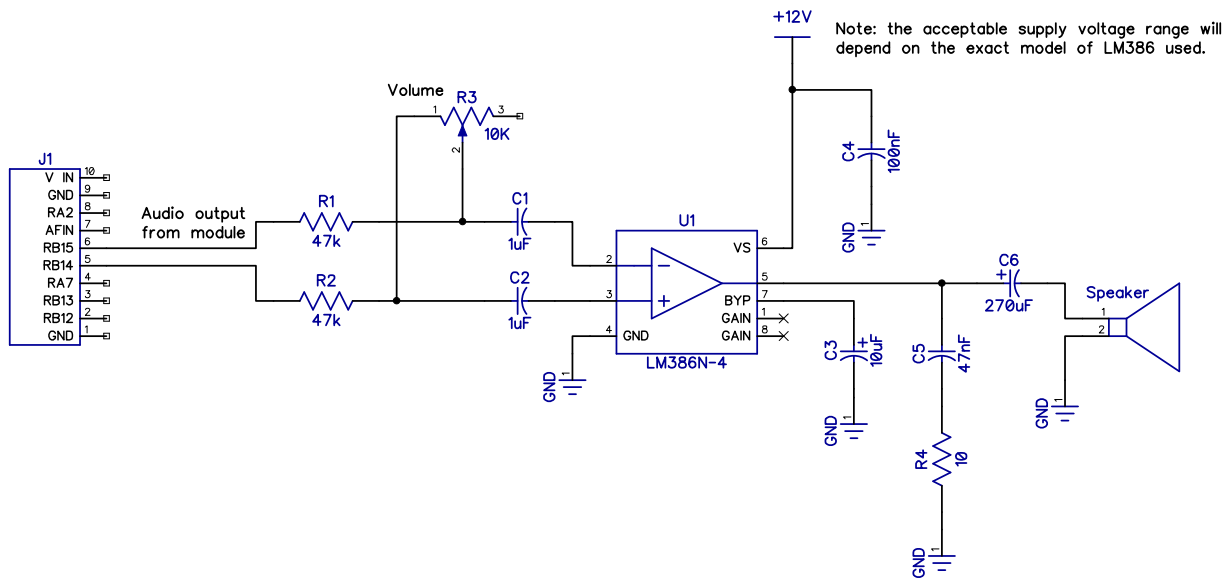 +12V
Note: the acceptable supply voltage range will
depend on the exact model of LM386 used.
Volume
R3
1
3
10K
2
C4
100nF
1
GND
J1
V IN 10
GND 9
RA2 8
AFIN 7
RB15 6
RB14 5
RA7 4
RB13 3
RB12 2
GND 1
Audio output
from module
R1
47k
R2
47k
C1
1uF
C2
1uF
U1
2
3
4 GND
VS 6
5
BYP 7
GAIN 1
GAIN 8
LM386N-4
1
GND
C3
+
10uF
1
GND
C5
47nF
R4
10
1
GND
C6
+
270uF
Speaker
1
2
1
GND